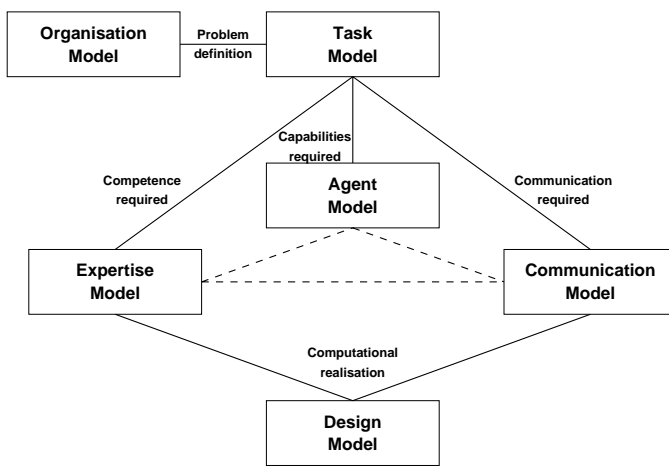 Organisation
Model
Problem
definition
Task
Model
Capabilities
required
Competence
required
Agent
Model
Communication
required
Expertise
Model
Communication
Model
Computational
realisation
Design
Model